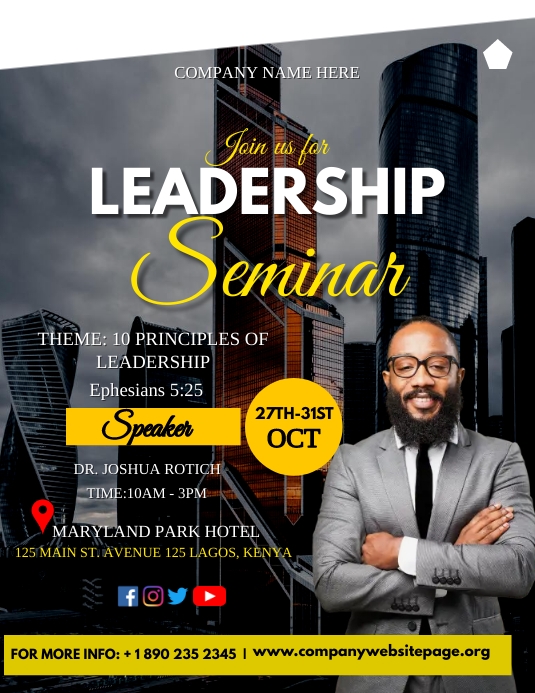 COMPANY NAME HERE
Join us for
LEADERSHIP
Seminar
THEME: 10 PRINCIPLES OF
LEADERSHIP
Ephesians 5:25
Speaker
27TH-31ST
OCT
DR. JOSHUA ROTICH
TIME:10AM - 3PM
MARYLAND PARK HOTEL
125 MAIN ST. AVENUE 125 LAGOS, KENYA
FOR MORE INFO: +1 890 235 2345 | www.companywebsitepage.org